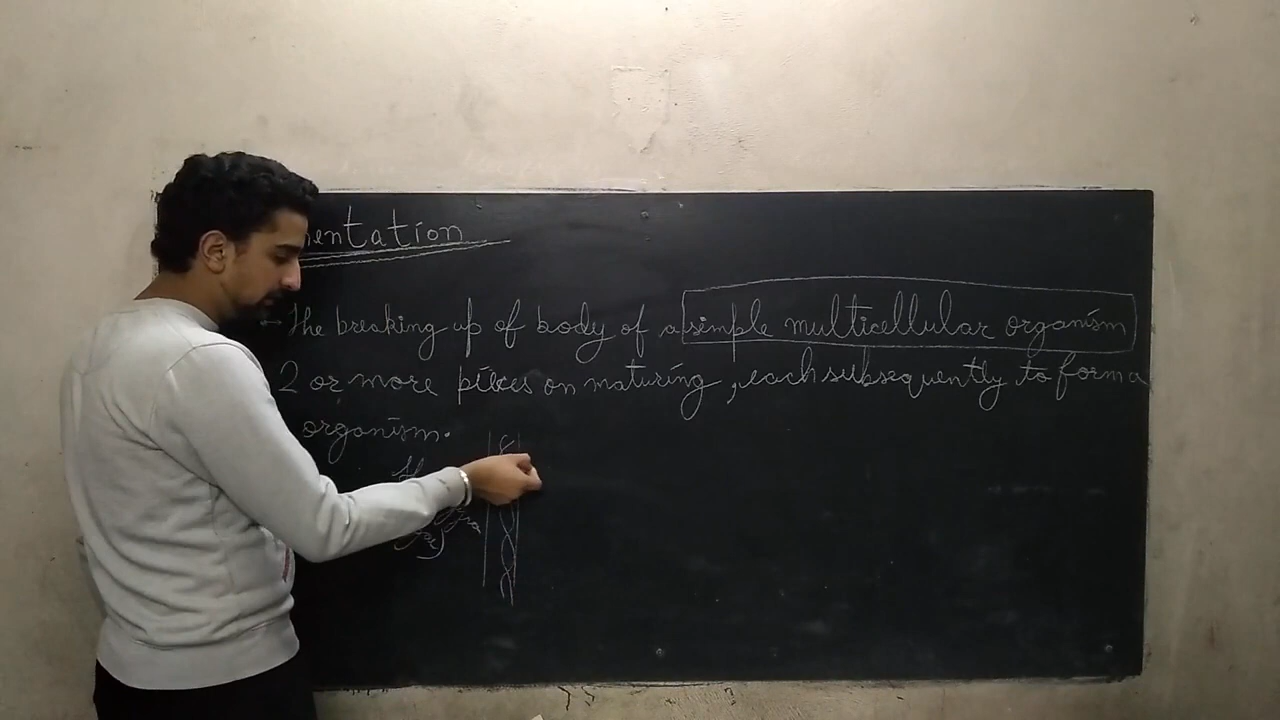 entation
The breaking up of body of a simple multicellular organism
2 or more pieces on maturing, each subsequently to form a
organism.